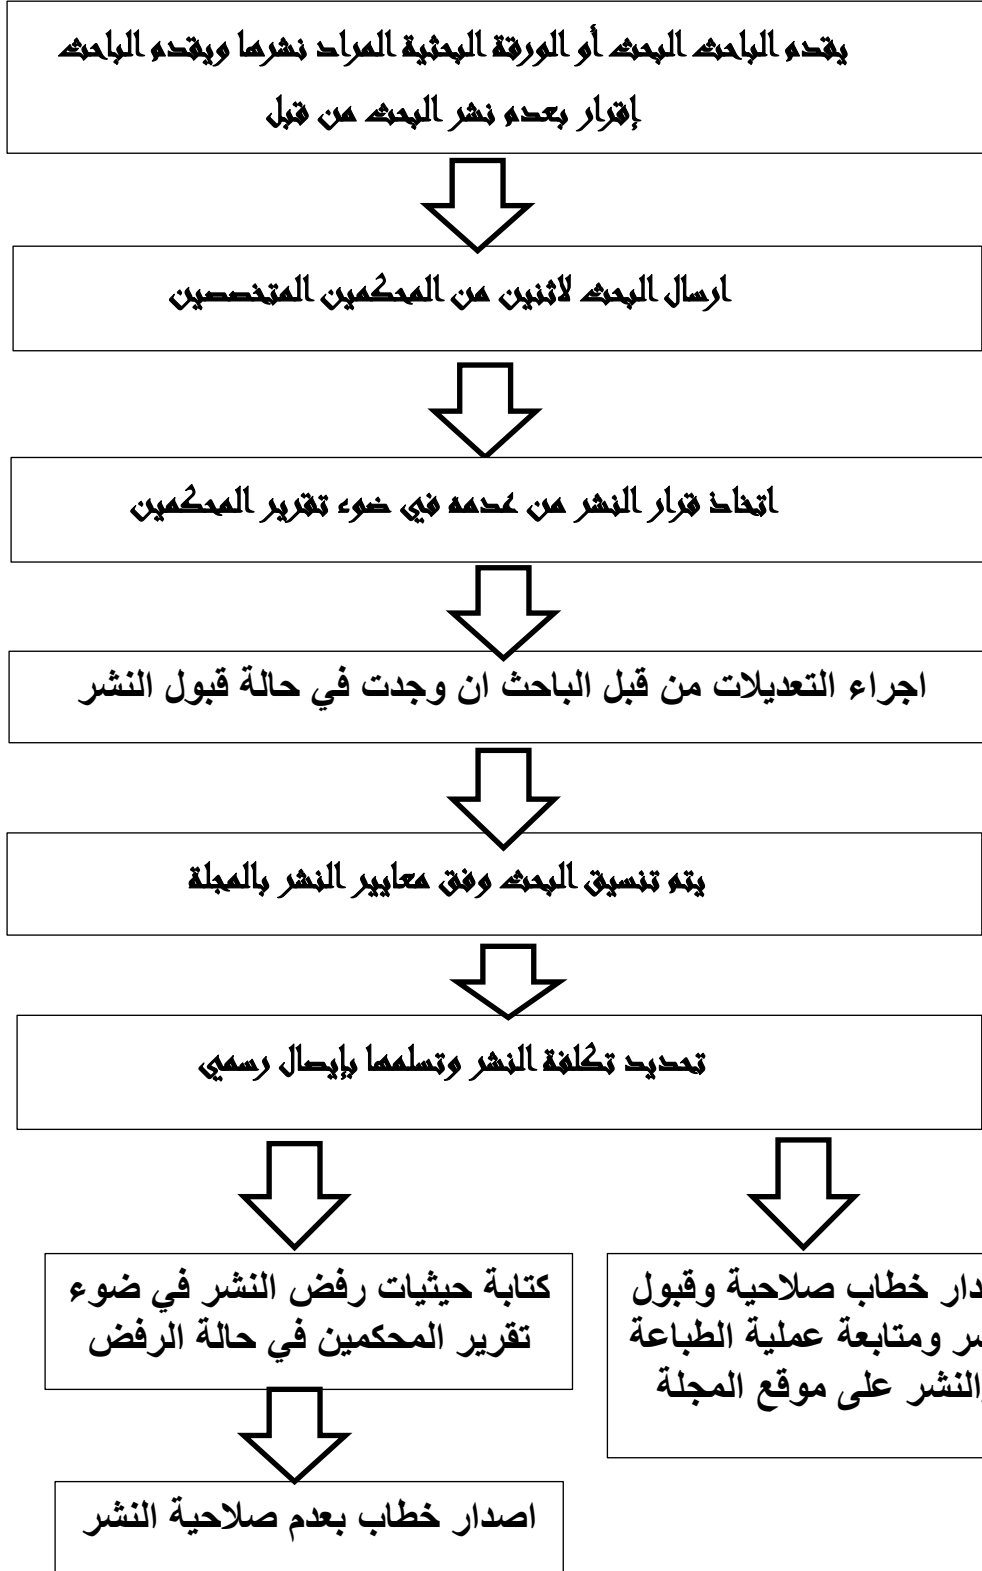 يقدم الباحث البحث أو الورقة البحثية المراد نشرها ويقدم الباحث
إقرار بعدم نشر البحث من قبل
ارسال البحث لاثنين من المحكمين المتخصصين
اتخاذ قرار النشر من عدمه في ضوء تقرير المحكمين
اجراء التعديلات من قبل الباحث ان وجدت في حالة قبول النشر
يتم تنسيق البحث وفق معايير النشر بالمجلة
تحديد تكلفة النشر وتسلمها بإيصال رسمي
خطاب صلاحية وقبول
ومتابعة عملية الطباعة
النشر على موقع المجلة
كتابة حيثيات رفض النشر في ضوء
تقرير المحكمين في حالة الرفض
اصدار خطاب بعدم صلاحية النشر